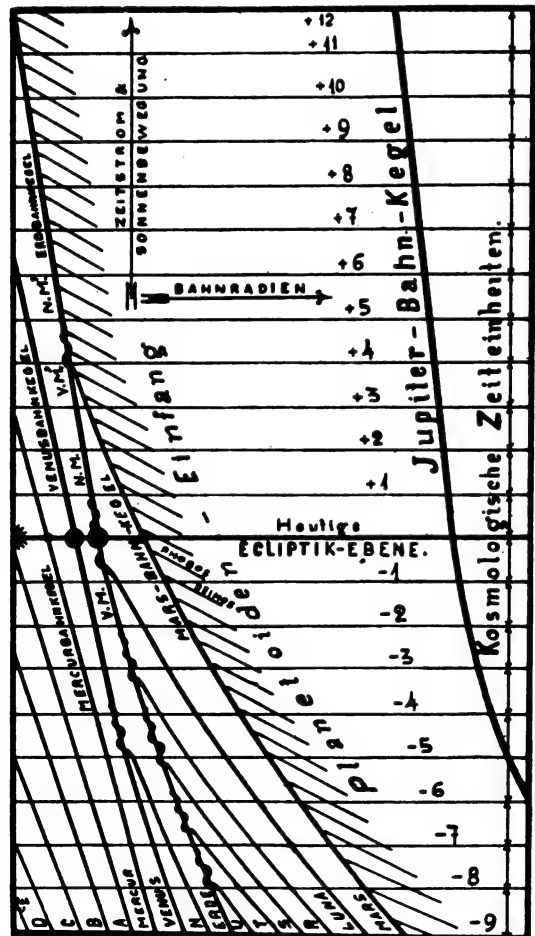 +12
+11
+10
+9
+8
+7
+6
+5
+4
+3
+2
+1
-1
-2
-3
-4
-5
-6
-7
-8
-9
ZEITSTROM &
SONNENBEWEGUNG
BAHNRADIEN
Jupiter-Bahn-Kegel
Kosmologische Zeiteinheiten.
Heutige
ECLIPTIK-EBENE.
Planetoiden - Einfang
ERDBAHNKEGEL
N.M.
V.M.
VENUSBAHNKEGEL
N.M.
V.M.
MERCURBAHNKEGEL
MARS-BAHN-KEGEL
PHOBOS
DEIMOS
D
C
B
A
MERCUR
VENUS
N
ERDE
U
T
S
R
LUNA
MARS